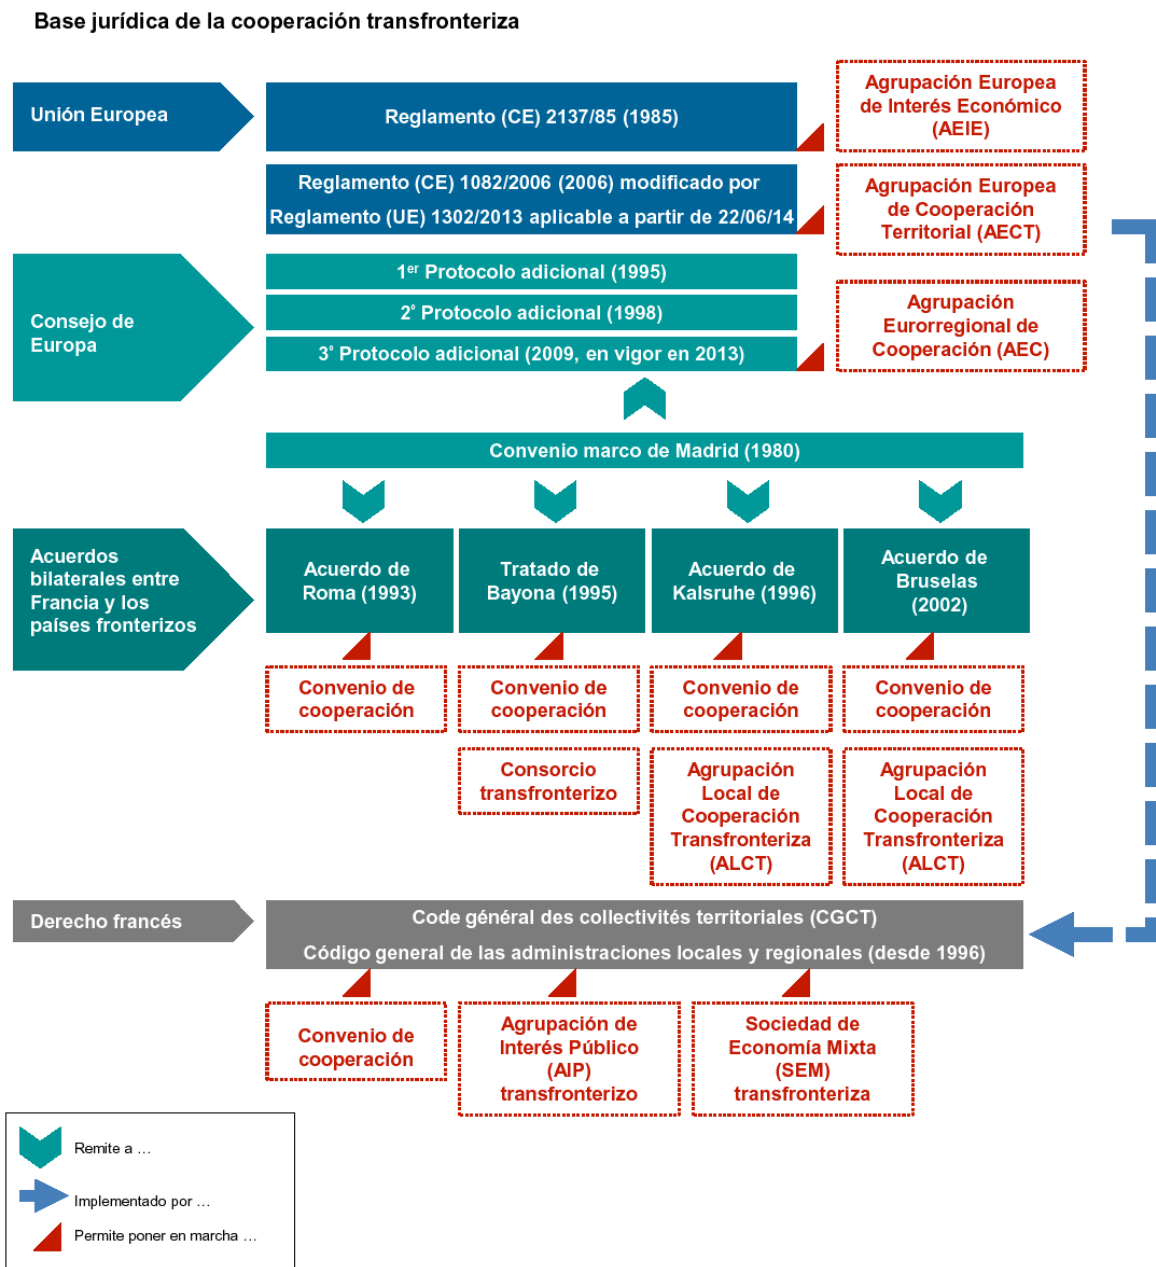 Base jurídica de la cooperación transfronteriza
Unión Europea
Reglamento (CE) 2137/85 (1985)
Agrupación Europea
de Interés Económico
(AEIE)
Reglamento (CE) 1082/2006 (2006) modificado por
Reglamento (UE) 1302/2013 aplicable a partir de 22/06/14
Agrupación Europea
de Cooperación
Territorial (AECT)
Consejo de
Europa
1er Protocolo adicional (1995)
2° Protocolo adicional (1998)
3° Protocolo adicional (2009, en vigor en 2013)
Agrupación
Eurorregional de
Cooperación (AEC)
Convenio marco de Madrid (1980)
Acuerdos
bilaterales entre
Francia y los
países fronterizos
Acuerdo de
Roma (1993)
Tratado de
Bayona (1995)
Acuerdo de
Kalsruhe (1996)
Acuerdo de
Bruselas
(2002)
Convenio de
cooperación
Convenio de
cooperación
Convenio de
cooperación
Convenio de
cooperación
Consorcio
transfronterizo
Agrupación
Local de
Cooperación
Transfronteriza
(ALCT)
Agrupación
Local de
Cooperación
Transfronteriza
(ALCT)
Derecho francés
Code général des collectivités territoriales (CGCT)
Código general de las administraciones locales y regionales (desde 1996)
Convenio de
cooperación
Agrupación de
Interés Público
(AIP)
transfronterizo
Sociedad de
Economía Mixta
(SEM)
transfronteriza
Remite a …
Implementado por …
Permite poner en marcha …